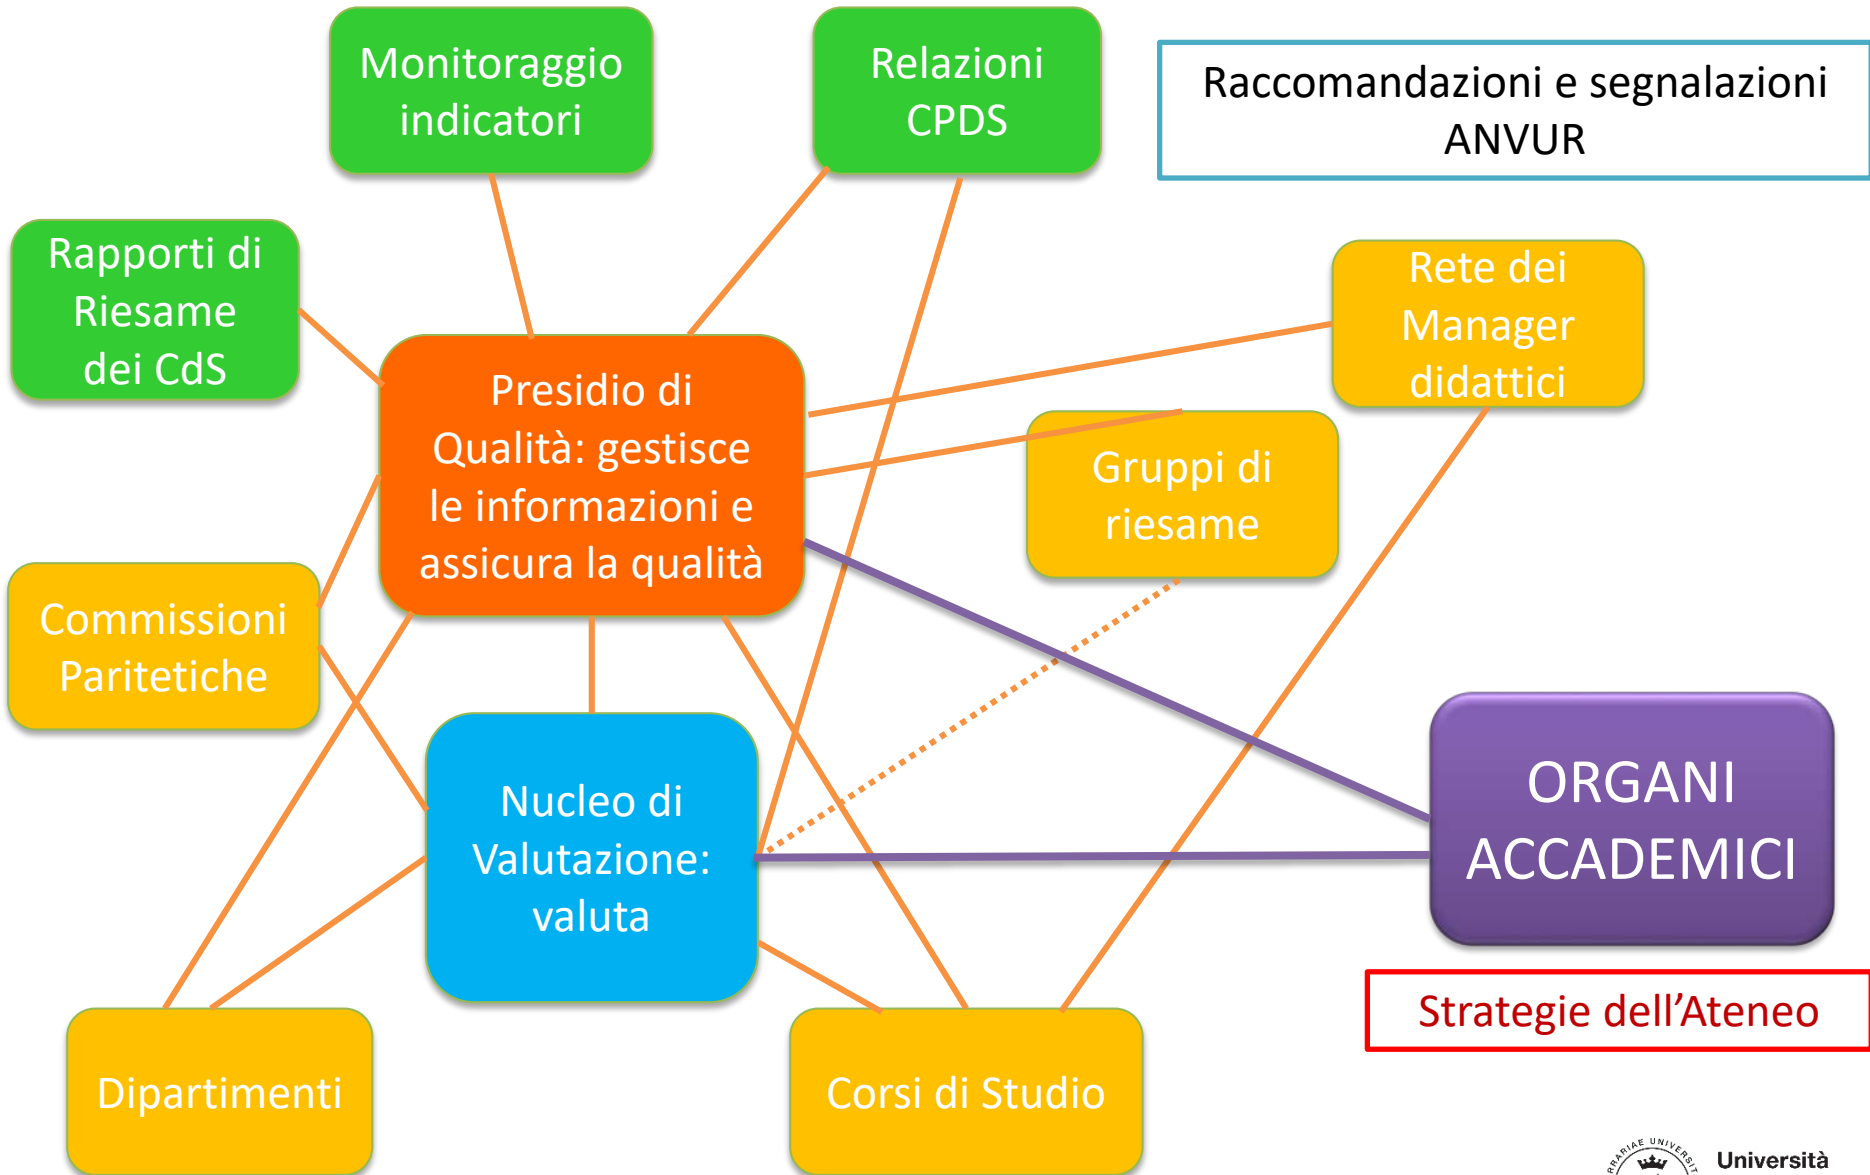 Monitoraggio
indicatori
Relazioni
CPDS
Raccomandazioni e segnalazioni
ANVUR
Rapporti di
Riesame
dei CdS
Rete dei
Manager
didattici
Presidio di
Qualità: gestisce
le informazioni e
assicura la qualità
Gruppi di
riesame
Commissioni
Paritetiche
Nucleo di
Valutazione:
valuta
ORGANI
ACCADEMICI
Strategie dell’Ateneo
Dipartimenti
Corsi di Studio
Università